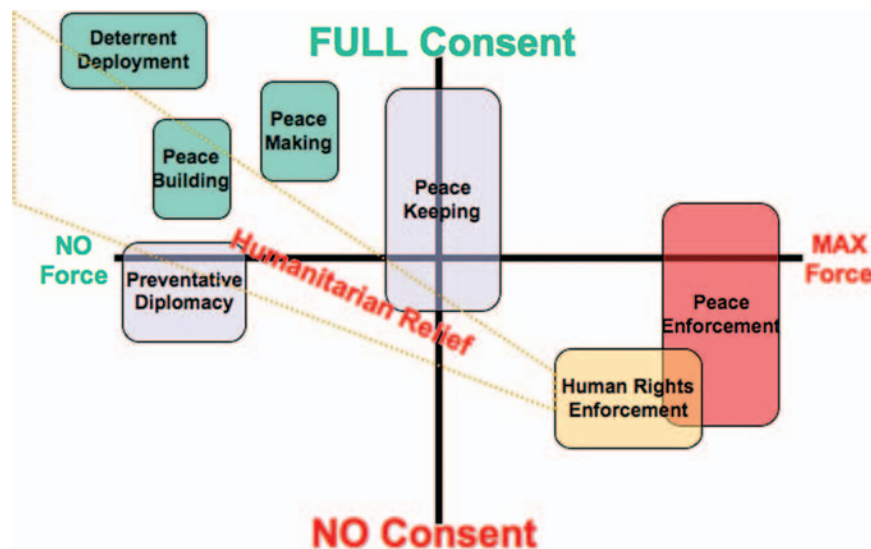 Deterrent
Deployment
FULL Consent
Peace
Making
Peace
Building
Peace
Keeping
NO
Force
Humanitarian Relief
MAX
Force
Preventative
Diplomacy
Peace
Enforcement
Human Rights
Enforcement
NO Consent